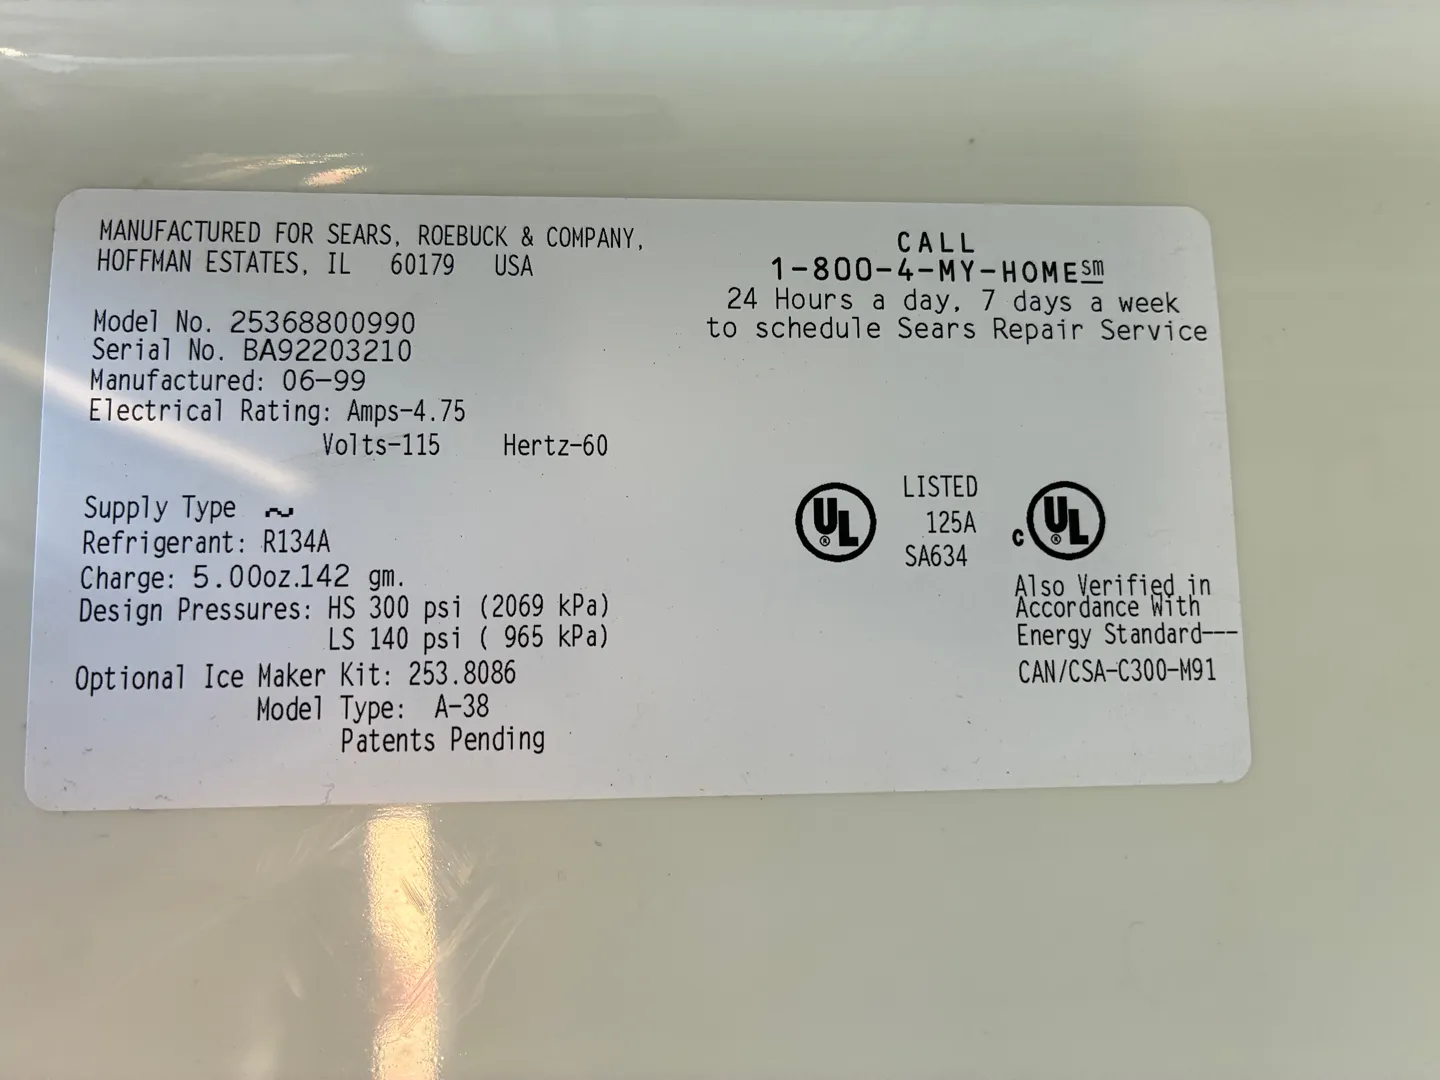 MANUFACTURED FOR SEARS, ROEBUCK & COMPANY,
HOFFMAN ESTATES, IL 60179 USA
Model No. 25368800990
Serial No. BA92203210
Manufactured: 06-99
Electrical Rating: Amps-4.75
Volts-115 Hertz-60
Supply Type ~
Refrigerant: R134A
Charge: 5.00oz.142 gm.
Design Pressures: HS 300 psi (2069 kPa)
LS 140 psi ( 965 kPa)
Optional Ice Maker Kit: 253.8086
Model Type: A-38
Patents Pending
CALL
1-800-4-MY-HOME℠
24 Hours a day, 7 days a week
to schedule Sears Repair Service
UL ®
LISTED
125A
SA634
c UL ®
Also Verified in
Accordance With
Energy Standard---
CAN/CSA-C300-M91